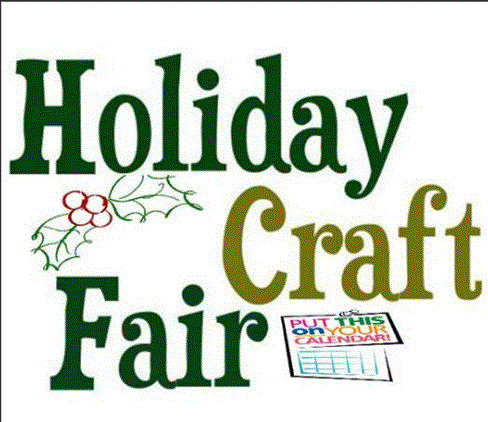 Holiday
Craft
Fair
PUT THIS
on YOUR
CALENDAR!